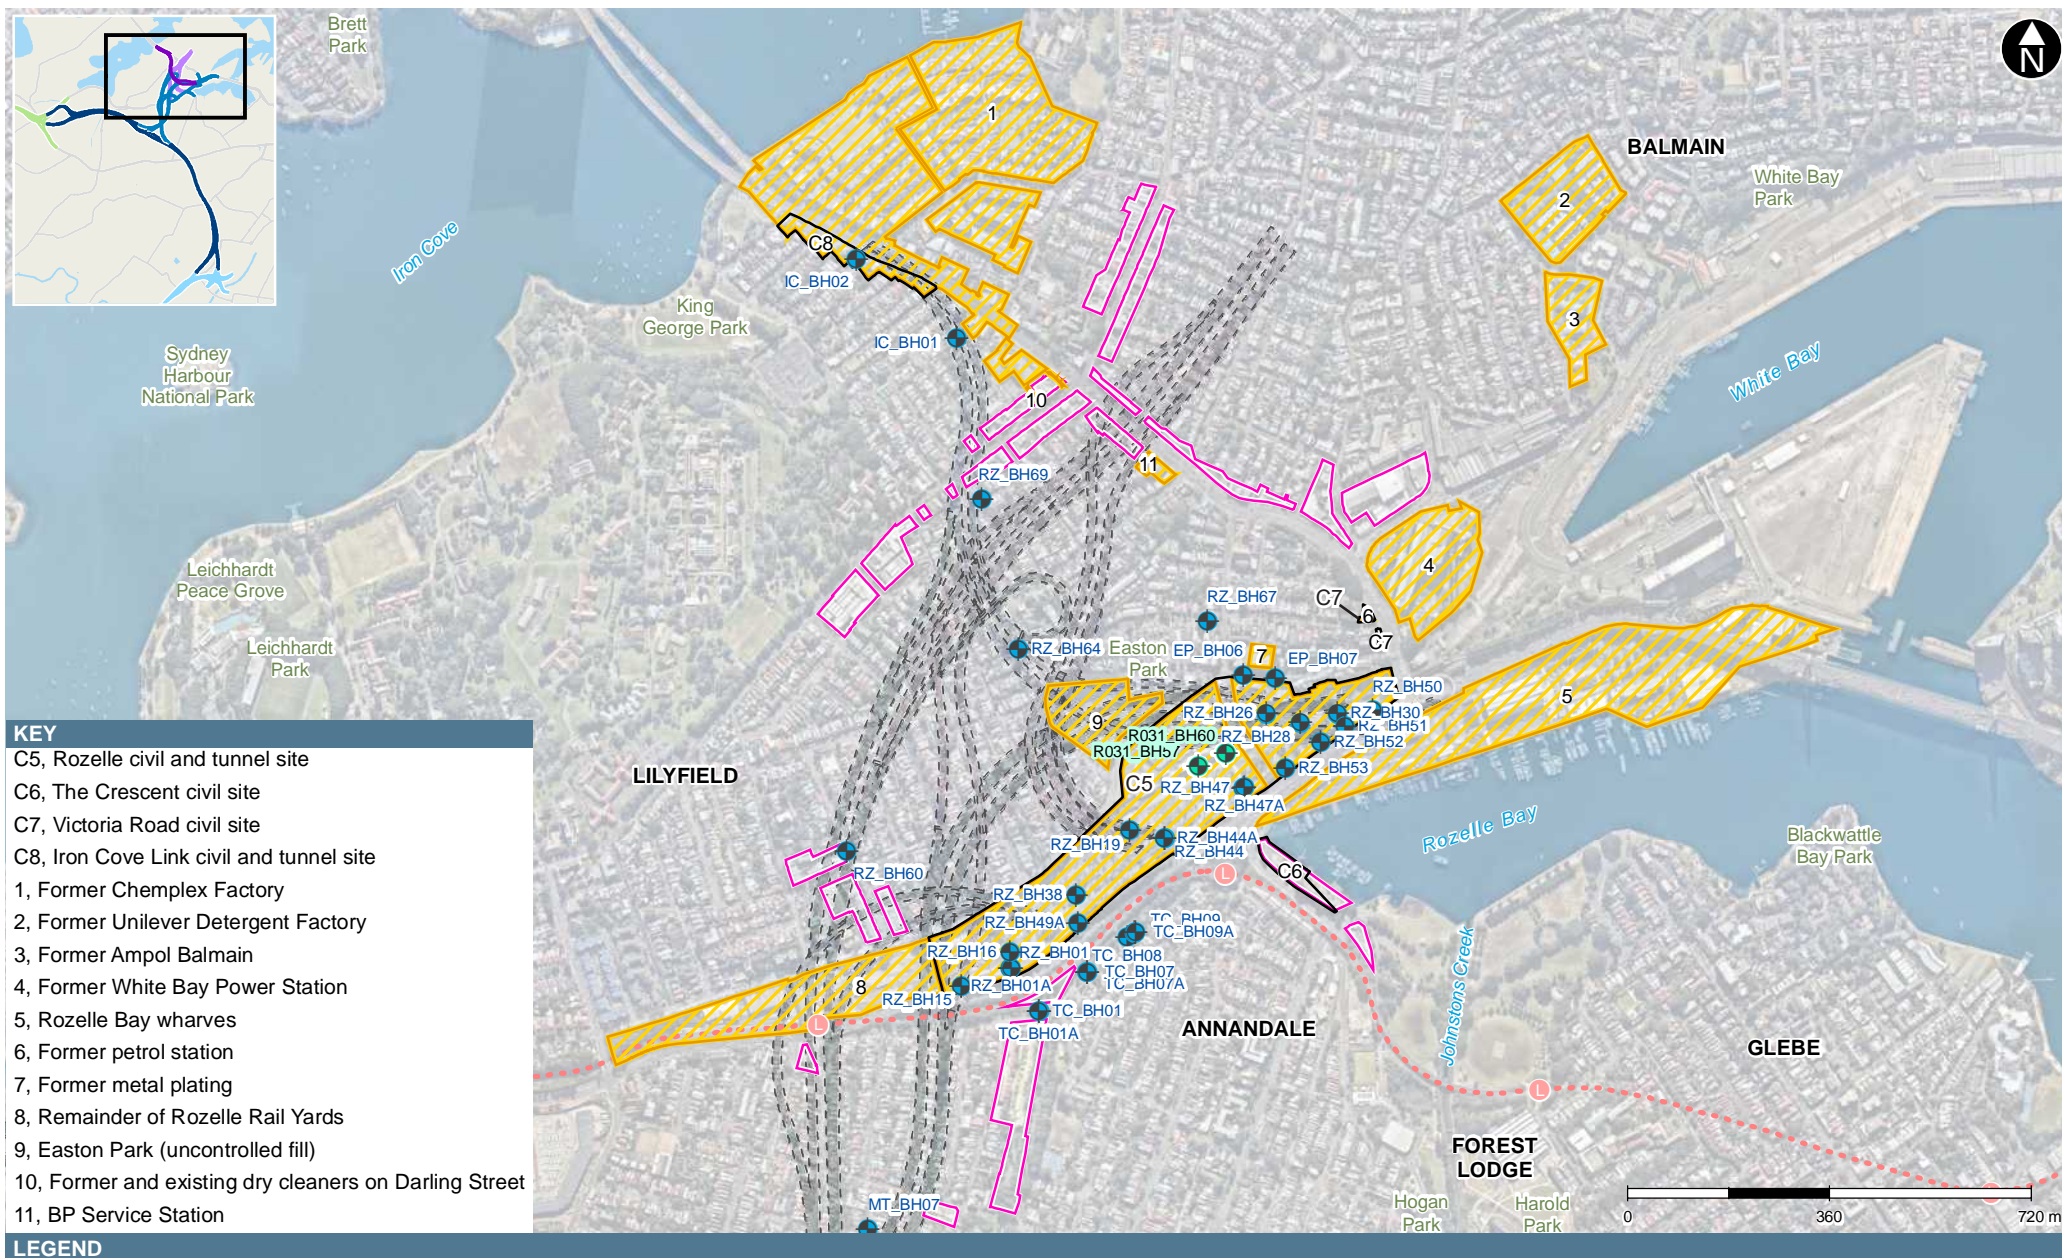 Brett
Park
N
1
BALMAIN
White Bay
Park
2
C8
Iron Cove
IC_BH02
King
George Park
3
IC_BH01
Sydney
Harbour
National Park
White Bay
10
11
RZ_BH69
4
Leichhardt
Peace Grove
RZ_BH67
C7
6
C7
Leichhardt
Park
RZ_BH64
Easton
Park
EP_BH06
7
EP_BH07
RZ_BH50
5
9
RZ_BH26
RZ_BH30
RZ_BH51
R031_BH60
RZ_BH28
RZ_BH52
R031_BH57
RZ_BH53
LILYFIELD
C5
RZ_BH47
RZ_BH47A
Rozelle Bay
Blackwattle
Bay Park
RZ_BH19
RZ_BH44A
RZ_BH44
C6
L
RZ_BH60
RZ_BH38
RZ_BH49A
TC_BH09
TC_BH09A
RZ_BH16
RZ_BH01
TC_BH08
TC_BH07
TC_BH07A
8
RZ_BH15
RZ_BH01A
Johnstons Creek
L
TC_BH01
TC_BH01A
ANNANDALE
GLEBE
L
FOREST
LODGE
MT_BH07
Hogan
Park
Harold
Park
0
360
720 m
KEY
C5, Rozelle civil and tunnel site
C6, The Crescent civil site
C7, Victoria Road civil site
C8, Iron Cove Link civil and tunnel site
1, Former Chemplex Factory
2, Former Unilever Detergent Factory
3, Former Ampol Balmain
4, Former White Bay Power Station
5, Rozelle Bay wharves
6, Former petrol station
7, Former metal plating
8, Remainder of Rozelle Rail Yards
9, Easton Park (uncontrolled fill)
10, Former and existing dry cleaners on Darling Street
11, BP Service Station
LEGEND